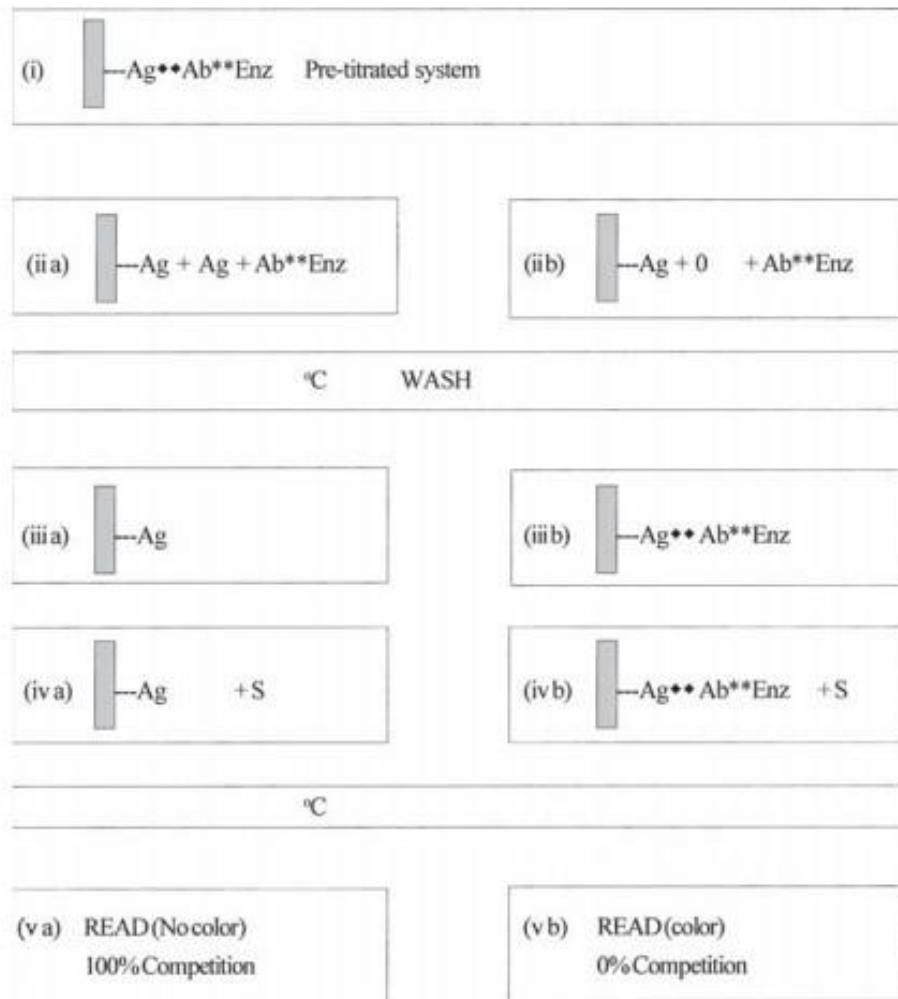 (i) ---Ag♦♦Ab**Enz Pre-titrated system
(ii a) ---Ag + Ag + Ab**Enz
(ii b) ---Ag + 0 + Ab**Enz
°C WASH
(iii a) ---Ag
(iii b) ---Ag♦♦ Ab**Enz
(iv a) ---Ag + S
(iv b) ---Ag♦♦ Ab**Enz + S
°C
(v a) READ (No color)
100% Competition
(v b) READ (color)
0% Competition